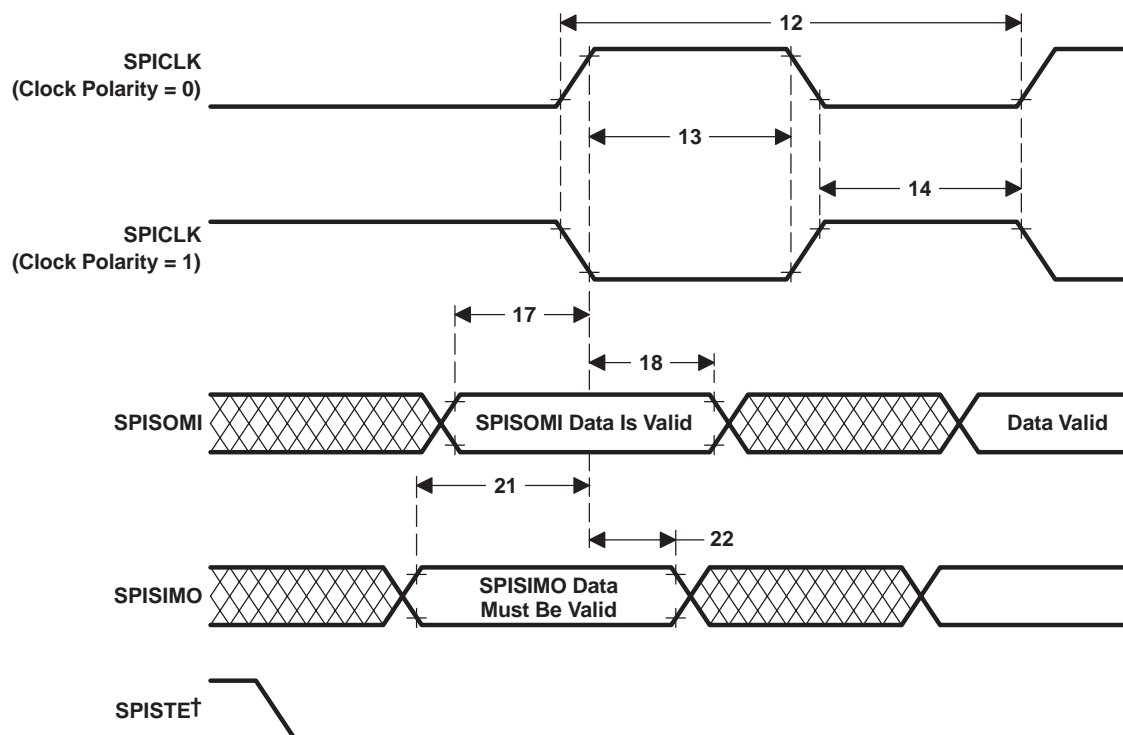 12
SPICLK
(Clock Polarity = 0)
13
14
SPICLK
(Clock Polarity = 1)
17
18
SPISOMI
SPISOMI Data Is Valid
Data Valid
21
22
SPISIMO
SPISIMO Data
Must Be Valid
SPISTE†